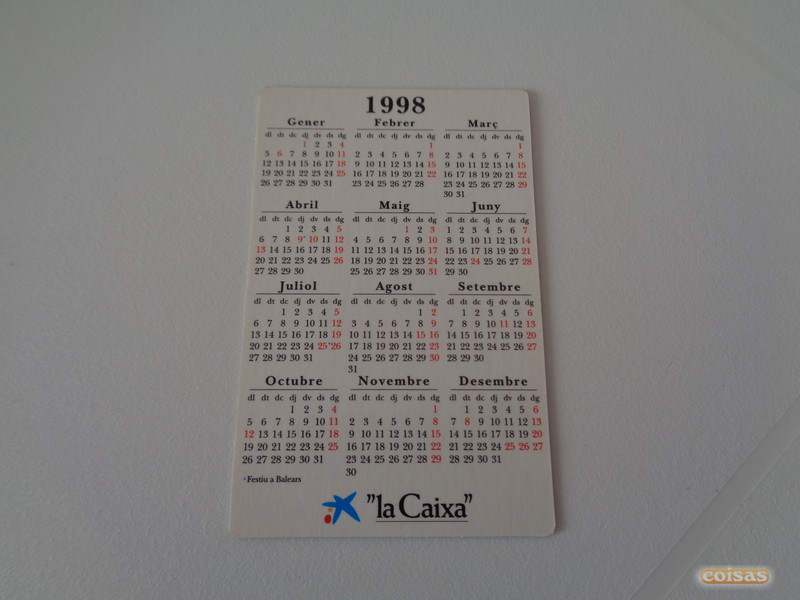 1998
Gener Febrer Març
dl dt dc dj dv ds dg dl dt dc dj dv ds dg dl dt dc dj dv ds dg
1 2 3 4 1 1
5 6 7 8 9 10 11 2 3 4 5 6 7 8 2 3 4 5 6 7 8
12 13 14 15 16 17 18 9 10 11 12 13 14 15 9 10 11 12 13 14 15
19 20 21 22 23 24 25 16 17 18 19 20 21 22 16 17 18 19 20 21 22
26 27 28 29 30 31 23 24 25 26 27 28 23 24 25 26 27 28 29
30 31
Abril Maig Juny
dl dt dc dj dv ds dg dl dt dc dj dv ds dg dl dt dc dj dv ds dg
1 2 3 4 5 1 2 3 1 2 3 4 5 6 7
6 7 8 9* 10 11 12 4 5 6 7 8 9 10 8 9 10 11 12 13 14
13 14 15 16 17 18 19 11 12 13 14 15 16 17 15 16 17 18 19 20 21
20 21 22 23 24 25 26 18 19 20 21 22 23 24 22 23 24 25 26 27 28
27 28 29 30 25 26 27 28 29 30 31 29 30
Juliol Agost Setembre
dl dt dc dj dv ds dg dl dt dc dj dv ds dg dl dt dc dj dv ds dg
1 2 3 4 5 1 2 1 2 3 4 5 6
6 7 8 9 10 11 12 3 4 5 6 7 8 9 7 8 9 10 11 12 13
13 14 15 16 17 18 19 10 11 12 13 14 15 16 14 15 16 17 18 19 20
20 21 22 23 24 25*26 17 18 19 20 21 22 23 21 22 23 24 25 26 27
27 28 29 30 31 24 25 26 27 28 29 30 28 29 30
31
Octubre Novembre Desembre
dl dt dc dj dv ds dg dl dt dc dj dv ds dg dl dt dc dj dv ds dg
1 2 3 4 1 1 2 3 4 5 6
5 6 7 8 9 10 11 2 3 4 5 6 7 8 7 8 9 10 11 12 13
12 13 14 15 16 17 18 9 10 11 12 13 14 15 14 15 16 17 18 19 20
19 20 21 22 23 24 25 16 17 18 19 20 21 22 21 22 23 24 25 26 27
26 27 28 29 30 31 23 24 25 26 27 28 29 28 29 30 31
30
*Festiu a Balears
"la Caixa"
coisas